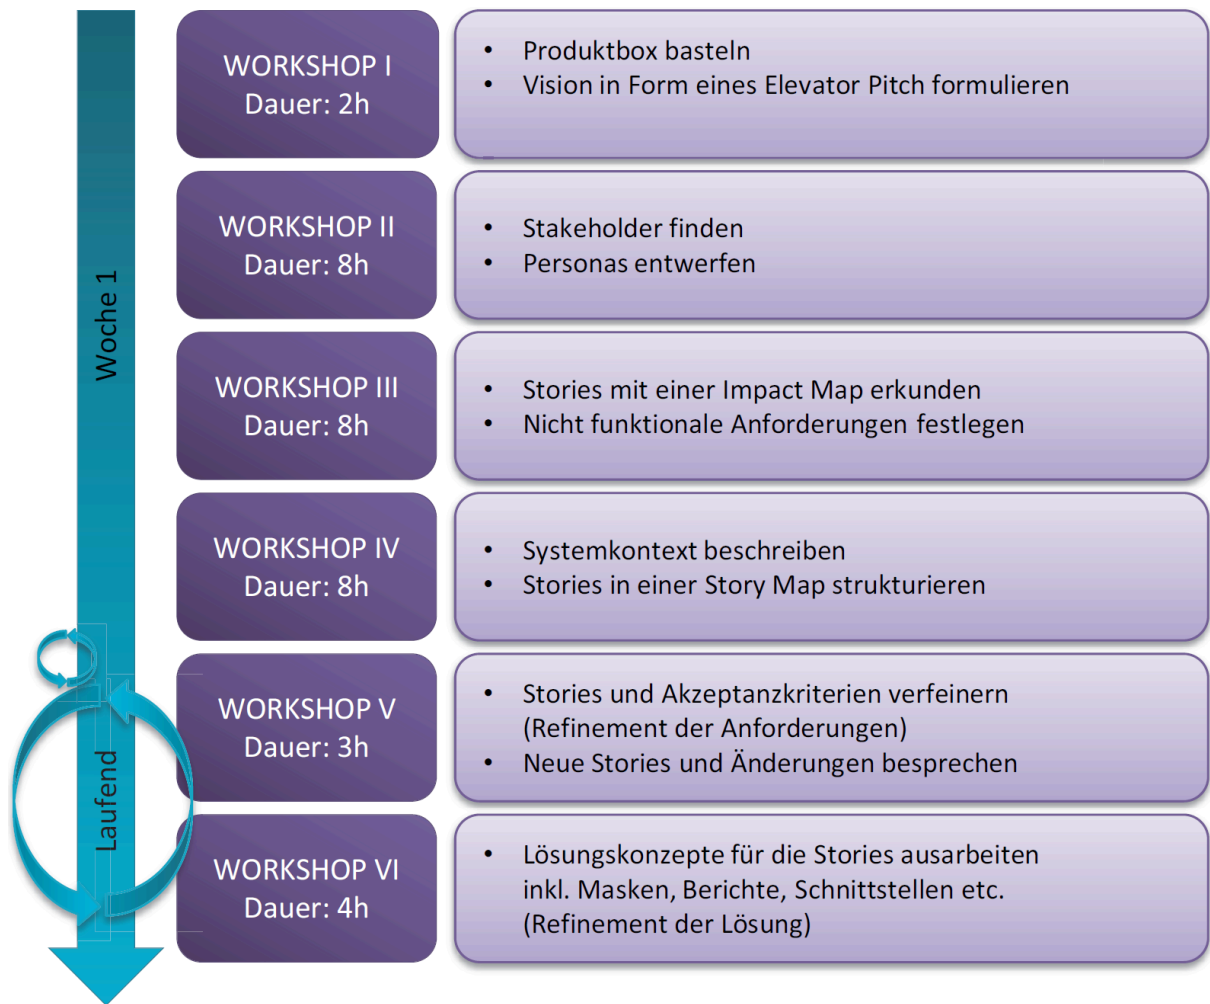 WORKSHOP I
Dauer: 2h
• Produktbox basteln
• Vision in Form eines Elevator Pitch formulieren
WORKSHOP II
Dauer: 8h
• Stakeholder finden
• Personas entwerfen
Woche 1
WORKSHOP III
Dauer: 8h
• Stories mit einer Impact Map erkunden
• Nicht funktionale Anforderungen festlegen
WORKSHOP IV
Dauer: 8h
• Systemkontext beschreiben
• Stories in einer Story Map strukturieren
WORKSHOP V
Dauer: 3h
• Stories und Akzeptanzkriterien verfeinern
(Refinement der Anforderungen)
• Neue Stories und Änderungen besprechen
Laufend
WORKSHOP VI
Dauer: 4h
• Lösungskonzepte für die Stories ausarbeiten
inkl. Masken, Berichte, Schnittstellen etc.
(Refinement der Lösung)